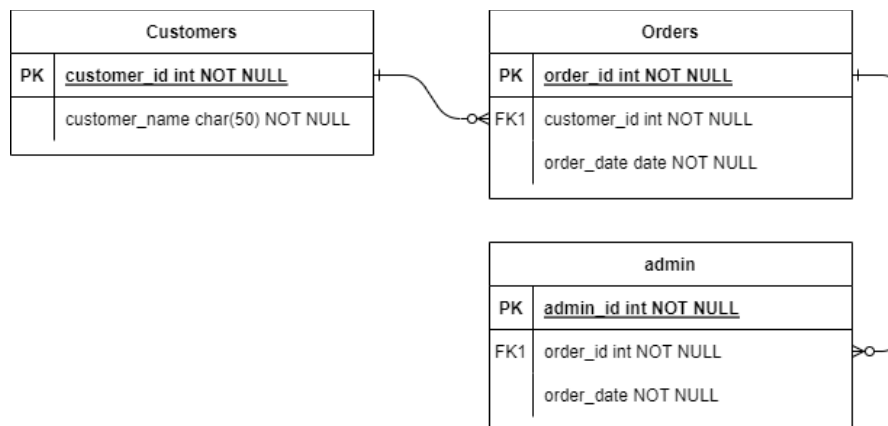 Customers
PK customer_id int NOT NULL
customer_name char(50) NOT NULL
Orders
PK order_id int NOT NULL
FK1 customer_id int NOT NULL
order_date date NOT NULL
admin
PK admin_id int NOT NULL
FK1 order_id int NOT NULL
order_date NOT NULL